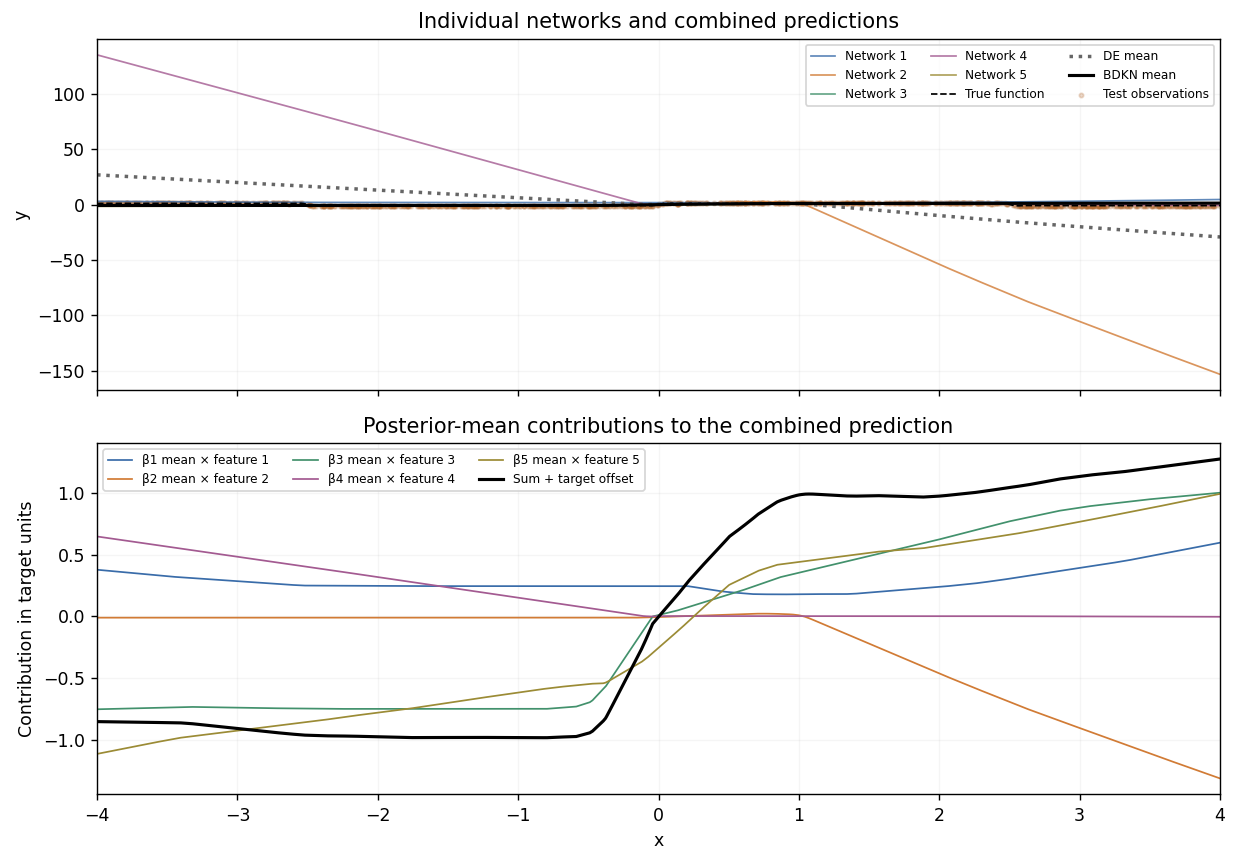 Individual networks and combined predictions
Network 1
Network 2
Network 3
Network 4
Network 5
True function
DE mean
BDKN mean
Test observations
y
100
50
0
−50
−100
−150
Posterior-mean contributions to the combined prediction
β1 mean × feature 1
β2 mean × feature 2
β3 mean × feature 3
β4 mean × feature 4
β5 mean × feature 5
Sum + target offset
Contribution in target units
1.0
0.5
0.0
−0.5
−1.0
−4
−3
−2
−1
0
1
2
3
4
x